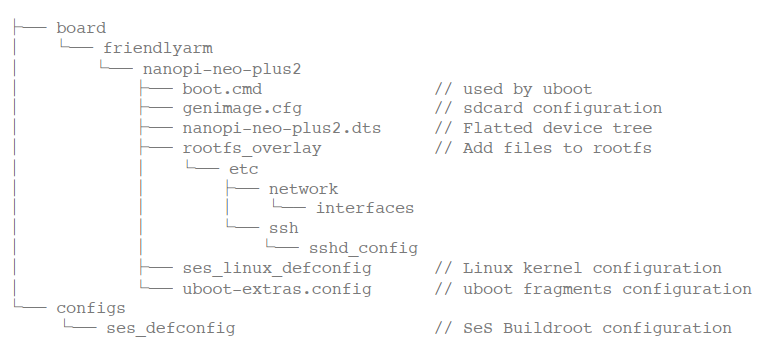 ├── board
│   └── friendlyarm
│       └── nanopi-neo-plus2
│           ├── boot.cmd                 // used by uboot
│           ├── genimage.cfg             // sdcard configuration
│           ├── nanopi-neo-plus2.dts     // Flatted device tree
│           ├── rootfs_overlay           // Add files to rootfs
│           │   └── etc
│           │       ├── network
│           │       │   └── interfaces
│           │       └── ssh
│           │           └── sshd_config
│           ├── ses_linux_defconfig      // Linux kernel configuration
│           └── uboot-extras.config      // uboot fragments configuration
└── configs
    └── ses_defconfig                    // SeS Buildroot configuration